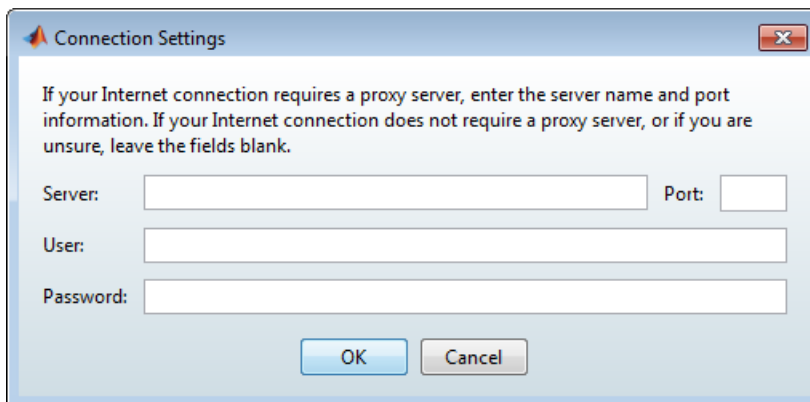 Connection Settings
If your Internet connection requires a proxy server, enter the server name and port
information. If your Internet connection does not require a proxy server, or if you are
unsure, leave the fields blank.
Server: Port:
User:
Password:
OK Cancel